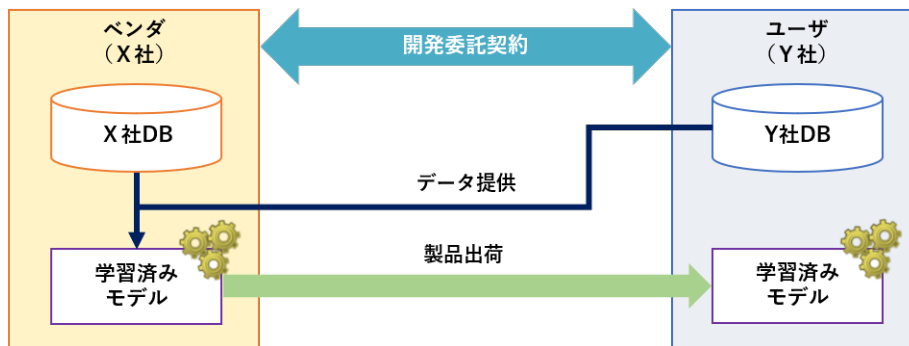 ベンダ
（X社）
開発委託契約
ユーザ
（Y社）
X社DB
Y社DB
データ提供
学習済み
モデル
製品出荷
学習済み
モデル